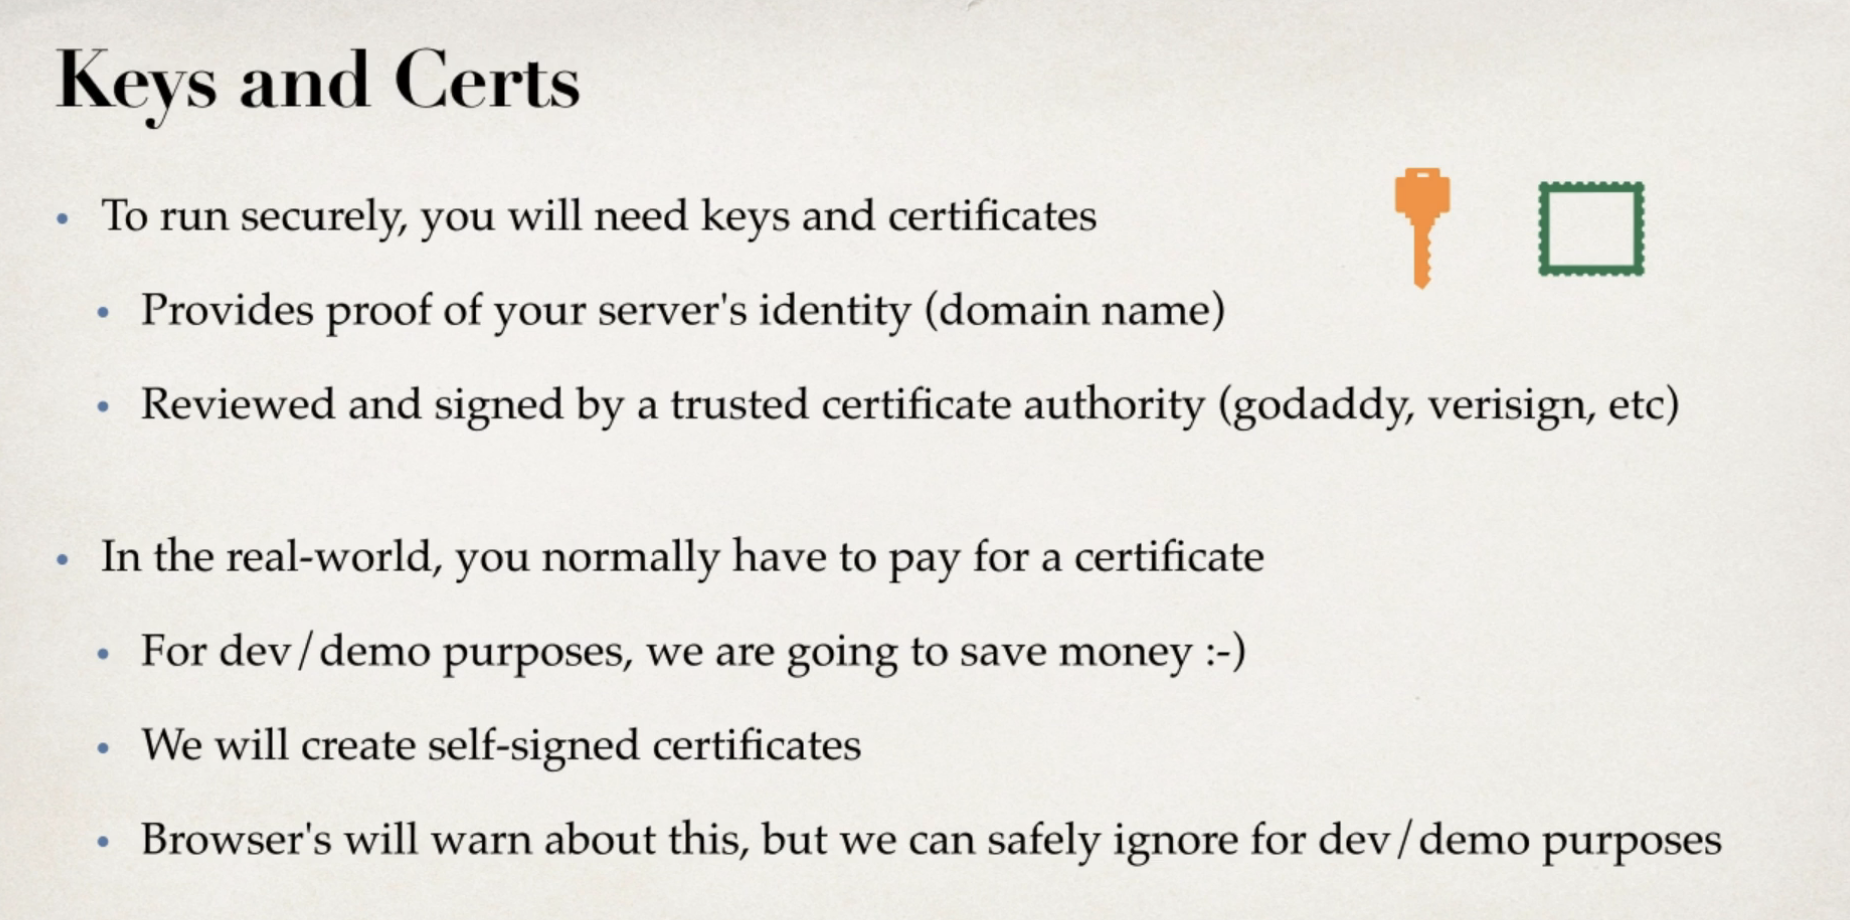 Keys and Certs
• To run securely, you will need keys and certificates
• Provides proof of your server's identity (domain name)
• Reviewed and signed by a trusted certificate authority (godaddy, verisign, etc)
• In the real-world, you normally have to pay for a certificate
• For dev/demo purposes, we are going to save money :-)
• We will create self-signed certificates
• Browser's will warn about this, but we can safely ignore for dev/demo purposes